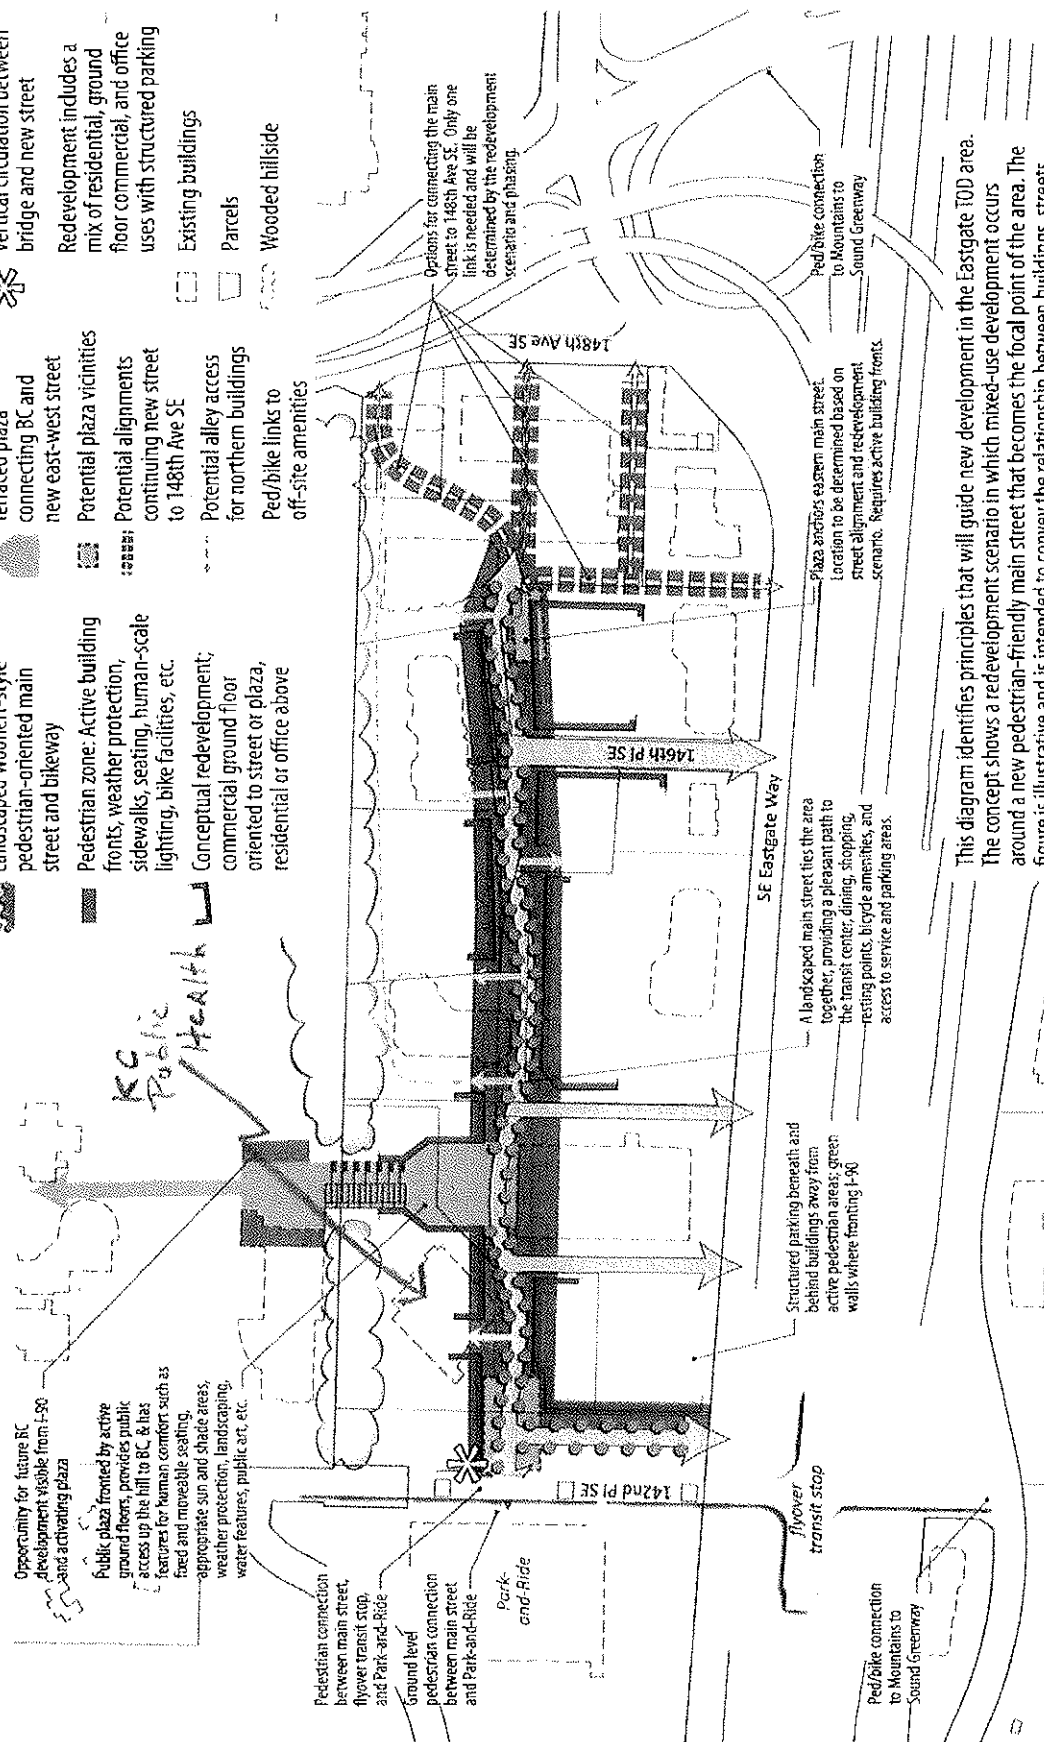 pedestrian-oriented main
street and bikeway
Pedestrian zone: Active building
fronts, weather protection,
sidewalks, seating, human-scale
lighting, bike facilities, etc.
Conceptual redevelopment;
commercial ground floor
oriented to street or plaza,
residential or office above
connecting BC and
new east-west street
Potential plaza vicinities
Potential alignments
continuing new street
to 148th Ave SE
Potential alley access
for northern buildings
Ped/bike links to
off-site amenities
vertical circulation between
bridge and new street
Redevelopment includes a
mix of residential, ground
floor commercial, and office
uses with structured parking
Existing buildings
Parcels
Wooded hillside
KC
Public
Health
Opportunity for future BC
development visible from I-90
and activating plaza
Public plaza fronted by active
ground floors, provides public
access up the hill to BC, & has
features for human comfort such as
fixed and moveable seating,
appropriate sun and shade areas,
weather protection, landscaping,
water features, public art, etc.
Pedestrian connection
between main street,
flyover transit stop,
and Park-and-Ride
Ground level
pedestrian connection
between main street
and Park-and-Ride
Park-
and-Ride
142nd Pl SE
flyover
transit stop
Ped/bike connection
to Mountains to
Sound Greenway
Structured parking beneath and
behind buildings away from
active pedestrian areas; green
walls where fronting I-90
A landscaped main street ties the area
together, providing a pleasant path to
the transit center, dining, shopping,
resting points, bicycle amenities, and
access to service and parking areas.
SE Eastgate Way
146th Pl SE
148th Ave SE
Options for connecting the main
street to 148th Ave SE. Only one
link is needed and will be
determined by the redevelopment
scenario and phasing.
Plaza anchors eastern main street.
Location to be determined based on
street alignment and redevelopment
scenario. Requires active building fronts.
Ped/bike connection
to Mountains to
Sound Greenway
This diagram identifies principles that will guide new development in the Eastgate TOD area.
The concept shows a redevelopment scenario in which mixed-use development occurs
around a new pedestrian-friendly main street that becomes the focal point of the area. The
figure is illustrative and is intended to convey the relationship between buildings, streets